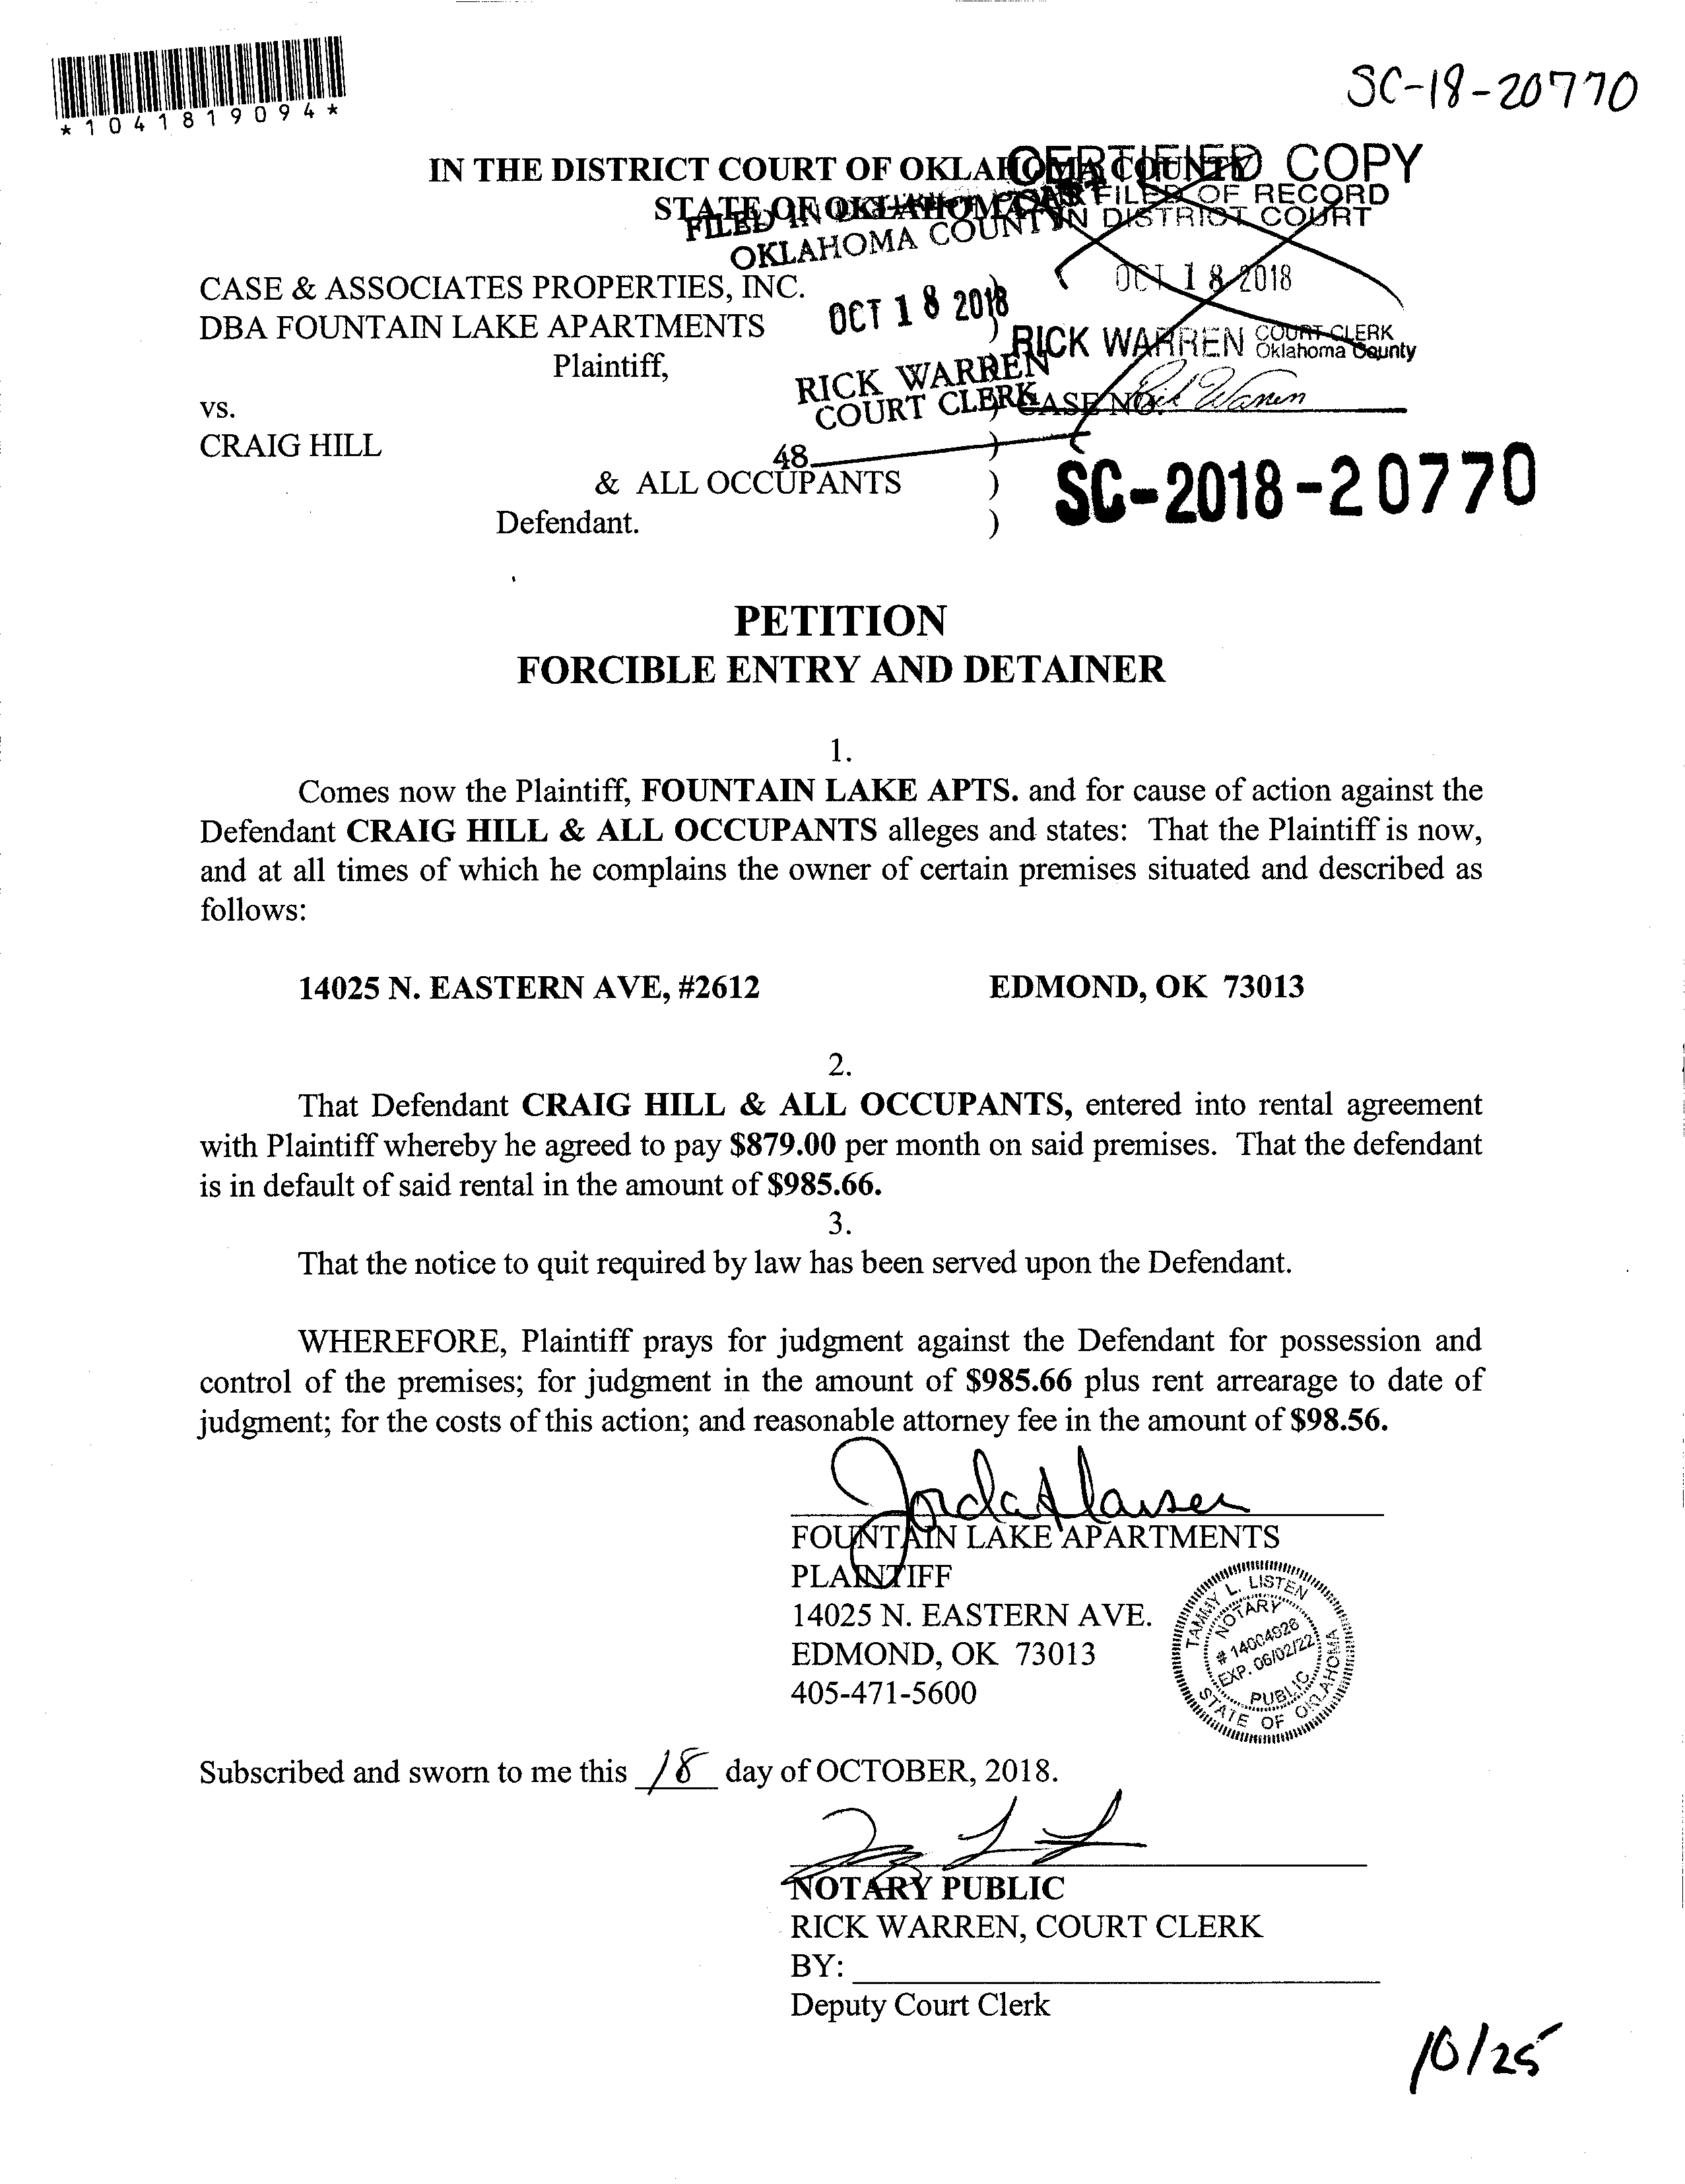 *1041819094*
SC-18-20770
IN THE DISTRICT COURT OF OKLAHOMA COUNTY
STATE OF OKLAHOMA
CERTIFIED COPY
FILED OF RECORD
IN DISTRICT COURT
OCT 18 2018
RICK WARREN COURT CLERK
Oklahoma County
Rick Warren
FILED IN DISTRICT COURT
OKLAHOMA COUNTY
OCT 18 2018
RICK WARREN
COURT CLERK
48
CASE & ASSOCIATES PROPERTIES, INC. )
DBA FOUNTAIN LAKE APARTMENTS )
Plaintiff,
vs. ) CASE NO.
CRAIG HILL )
& ALL OCCUPANTS ) SC-2018-20770
Defendant. )
PETITION
FORCIBLE ENTRY AND DETAINER
1.
Comes now the Plaintiff, FOUNTAIN LAKE APTS. and for cause of action against the
Defendant CRAIG HILL & ALL OCCUPANTS alleges and states: That the Plaintiff is now,
and at all times of which he complains the owner of certain premises situated and described as
follows:
14025 N. EASTERN AVE, #2612 EDMOND, OK 73013
2.
That Defendant CRAIG HILL & ALL OCCUPANTS, entered into rental agreement
with Plaintiff whereby he agreed to pay $879.00 per month on said premises. That the defendant
is in default of said rental in the amount of $985.66.
3.
That the notice to quit required by law has been served upon the Defendant.
WHEREFORE, Plaintiff prays for judgment against the Defendant for possession and
control of the premises; for judgment in the amount of $985.66 plus rent arrearage to date of
judgment; for the costs of this action; and reasonable attorney fee in the amount of $98.56.
FOUNTAIN LAKE APARTMENTS
PLAINTIFF
14025 N. EASTERN AVE.
EDMOND, OK 73013
405-471-5600
TAMMY L. LISTEN
NOTARY
# 14004926
EXP. 06/02/22
PUBLIC
STATE OF OKLAHOMA
Subscribed and sworn to me this 18 day of OCTOBER, 2018.
NOTARY PUBLIC
RICK WARREN, COURT CLERK
BY:
Deputy Court Clerk
10/25